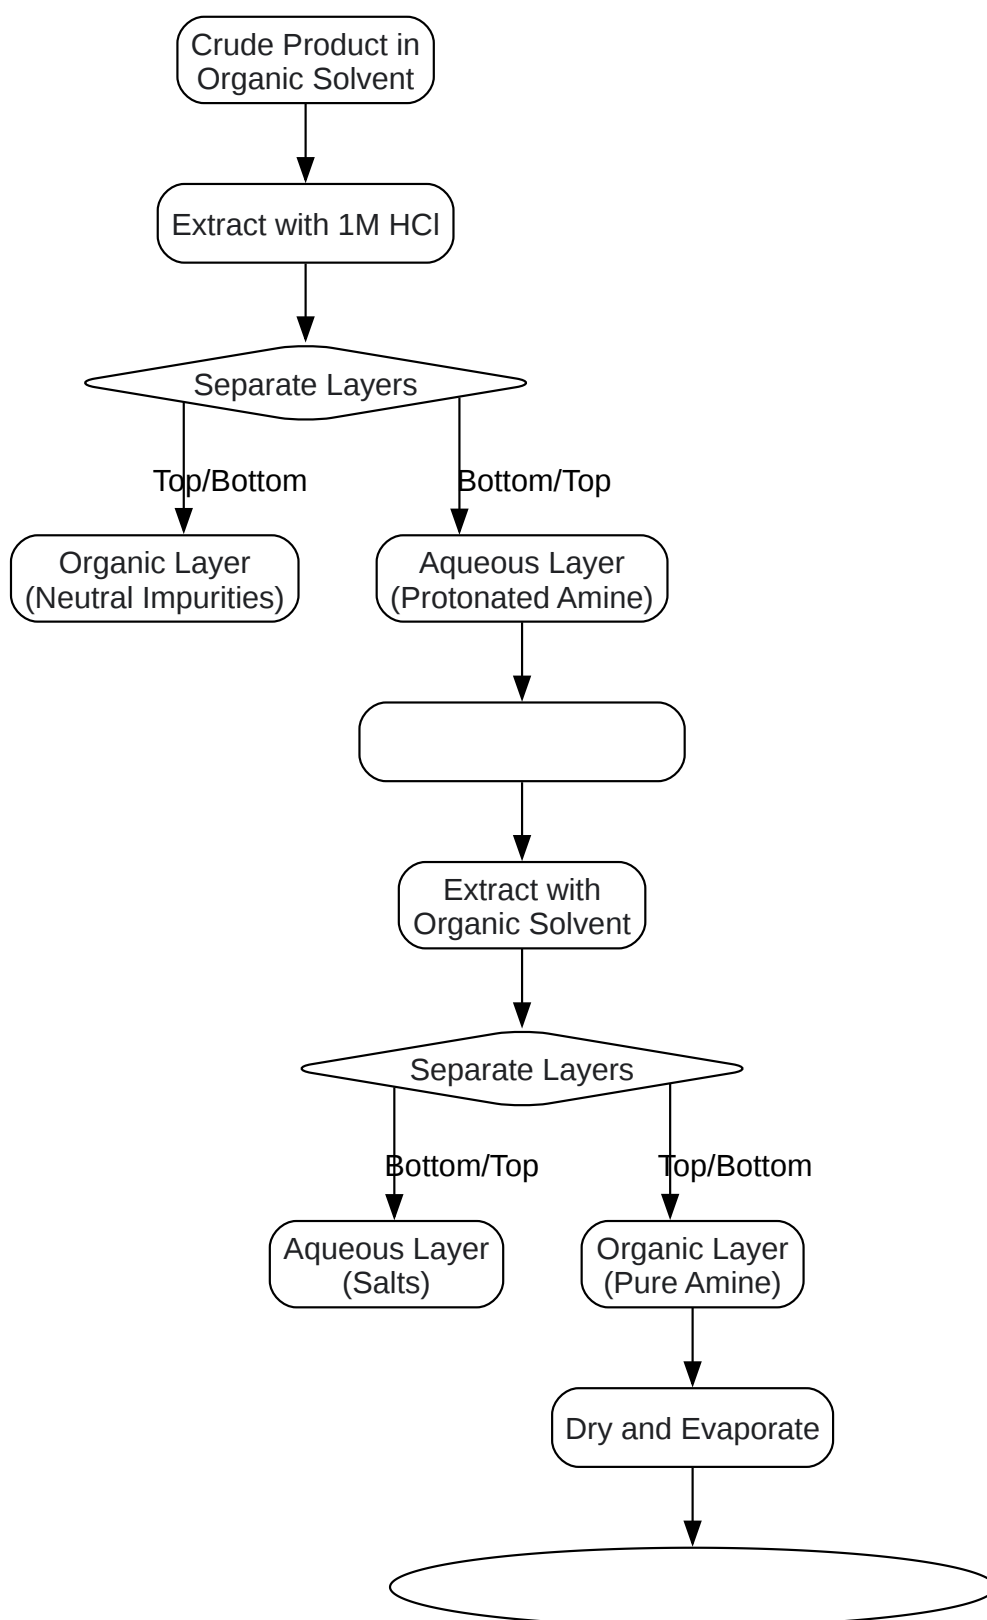 Crude Product in
Organic Solvent
Extract with 1M HCl
Separate Layers
Top/Bottom
Bottom/Top
Organic Layer
(Neutral Impurities)
Aqueous Layer
(Protonated Amine)
Extract with
Organic Solvent
Separate Layers
Bottom/Top
Top/Bottom
Aqueous Layer
(Salts)
Organic Layer
(Pure Amine)
Dry and Evaporate